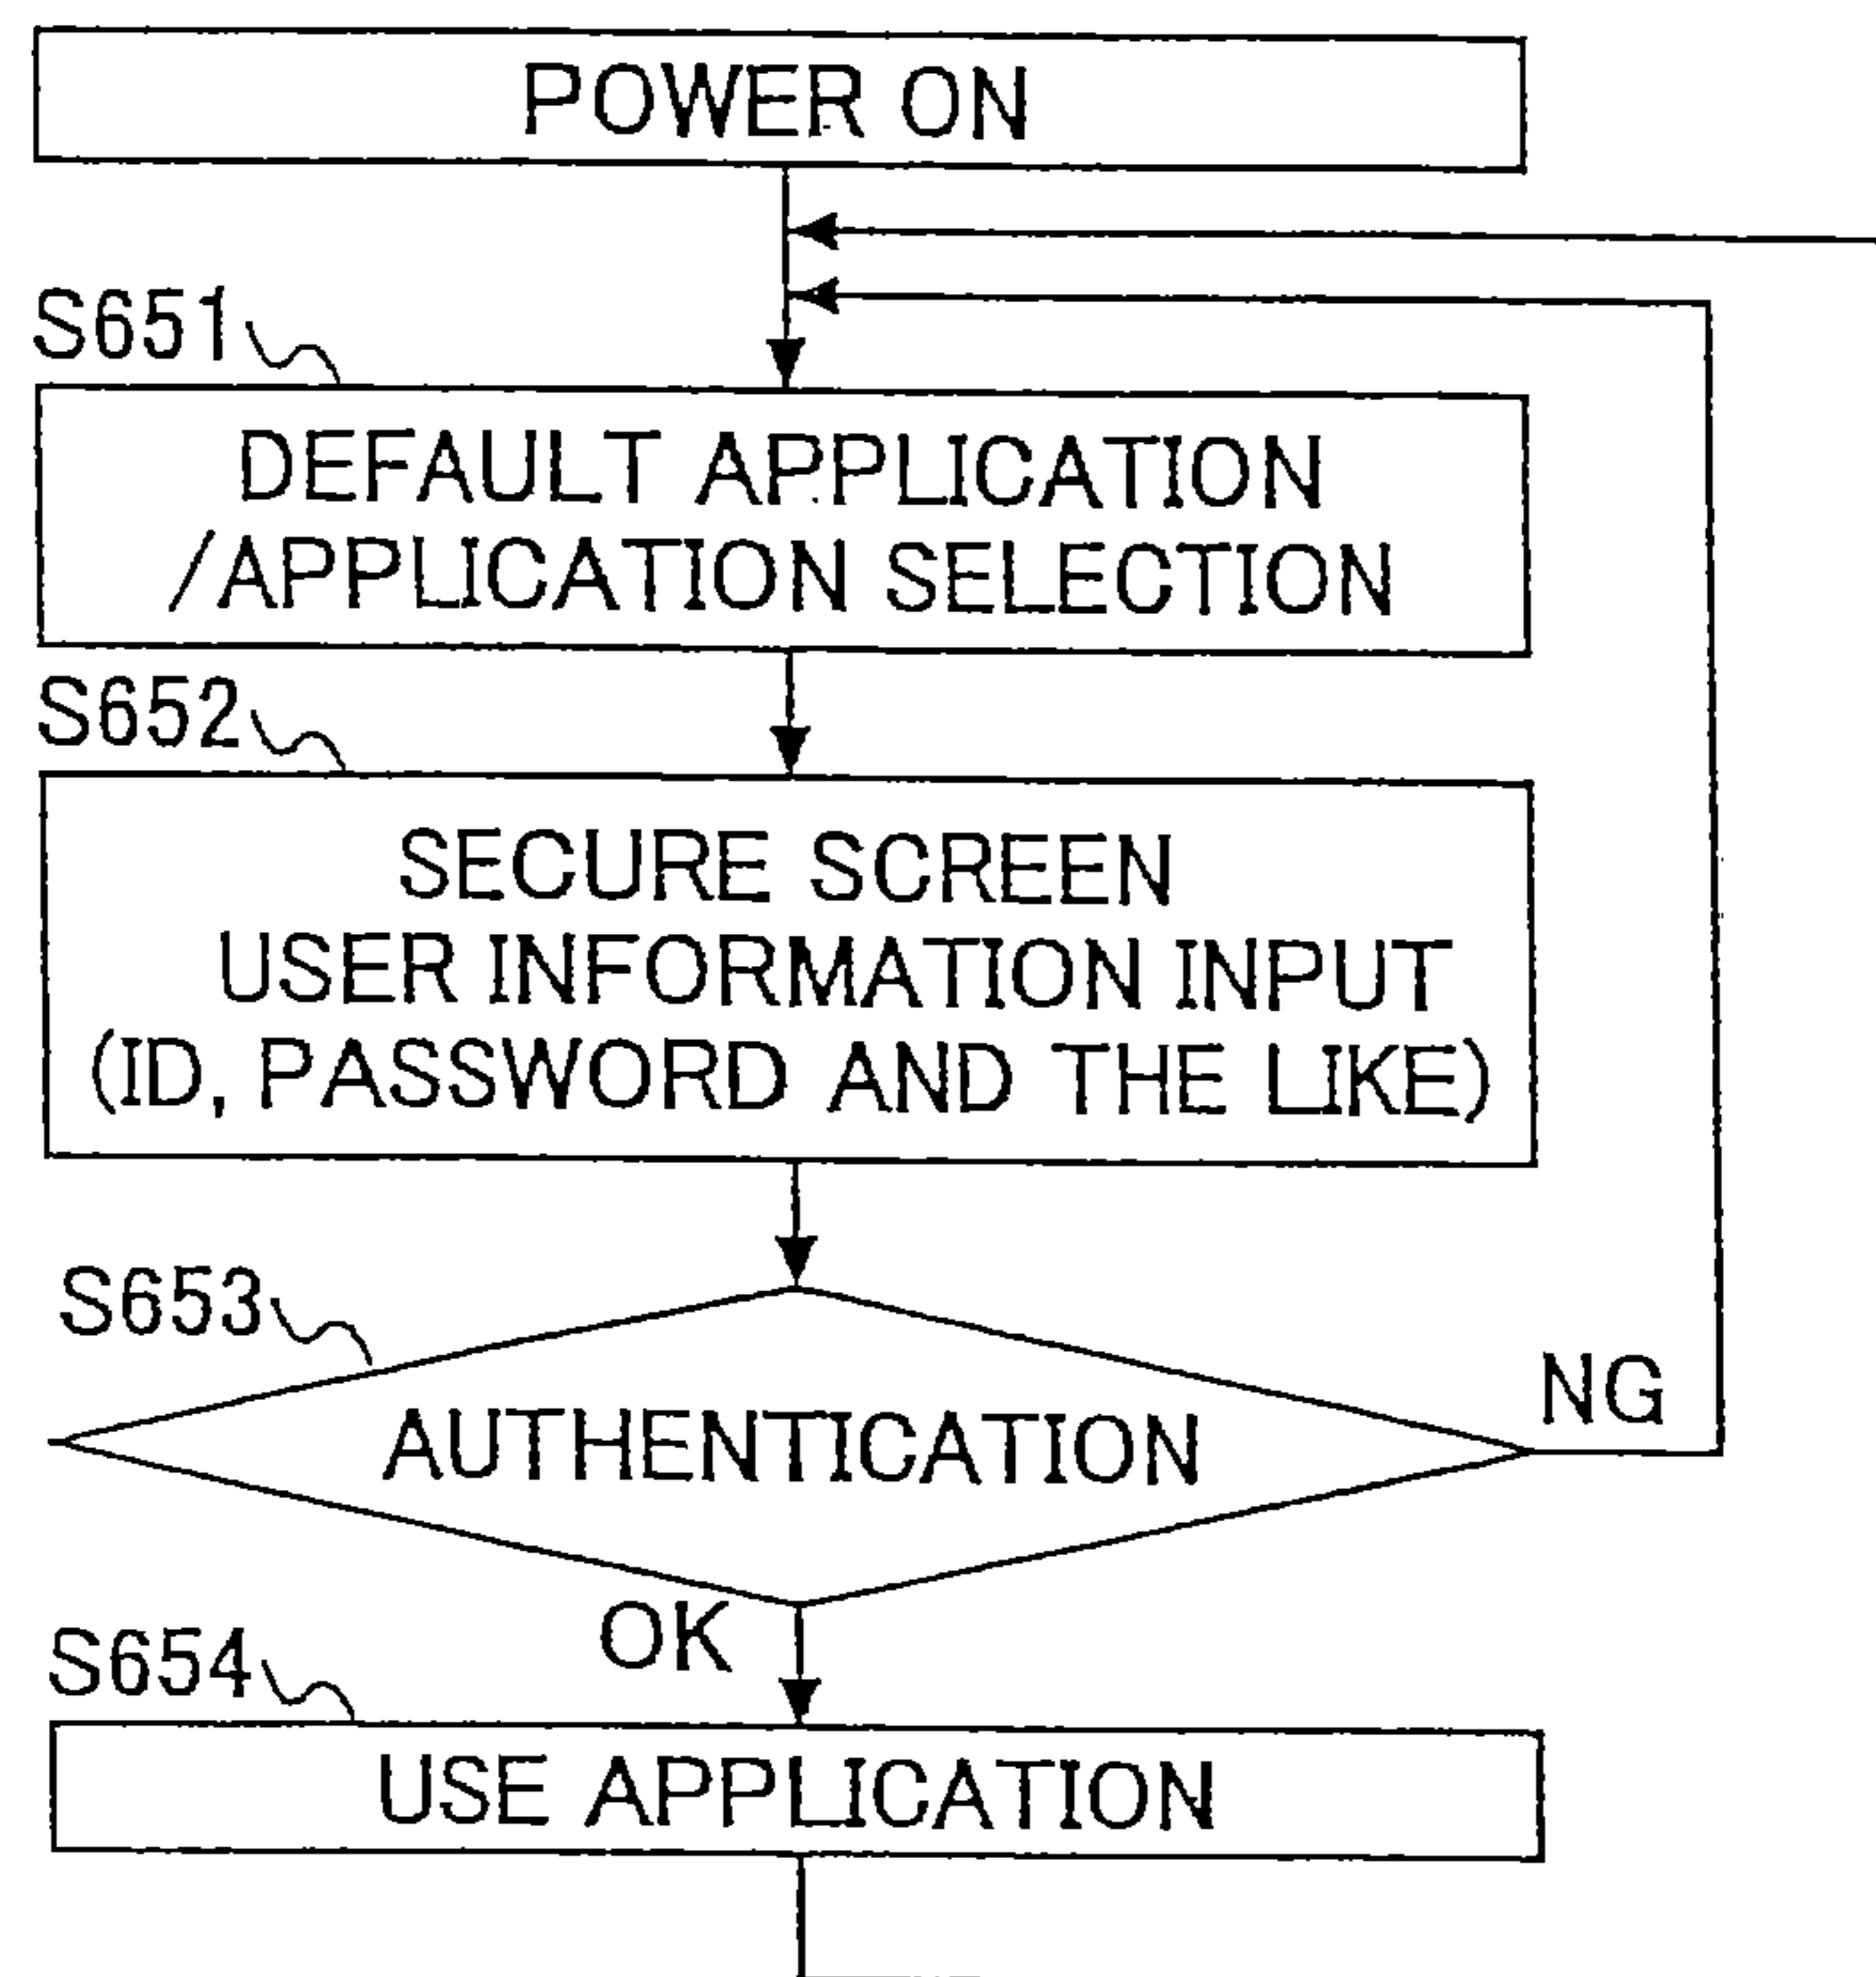 POWER ON
S651
DEFAULT APPLICATION
/APPLICATION SELECTION
S652
SECURE SCREEN
USER INFORMATION INPUT
(ID, PASSWORD AND THE LIKE)
S653
AUTHENTICATION
NG
OK
S654
USE APPLICATION